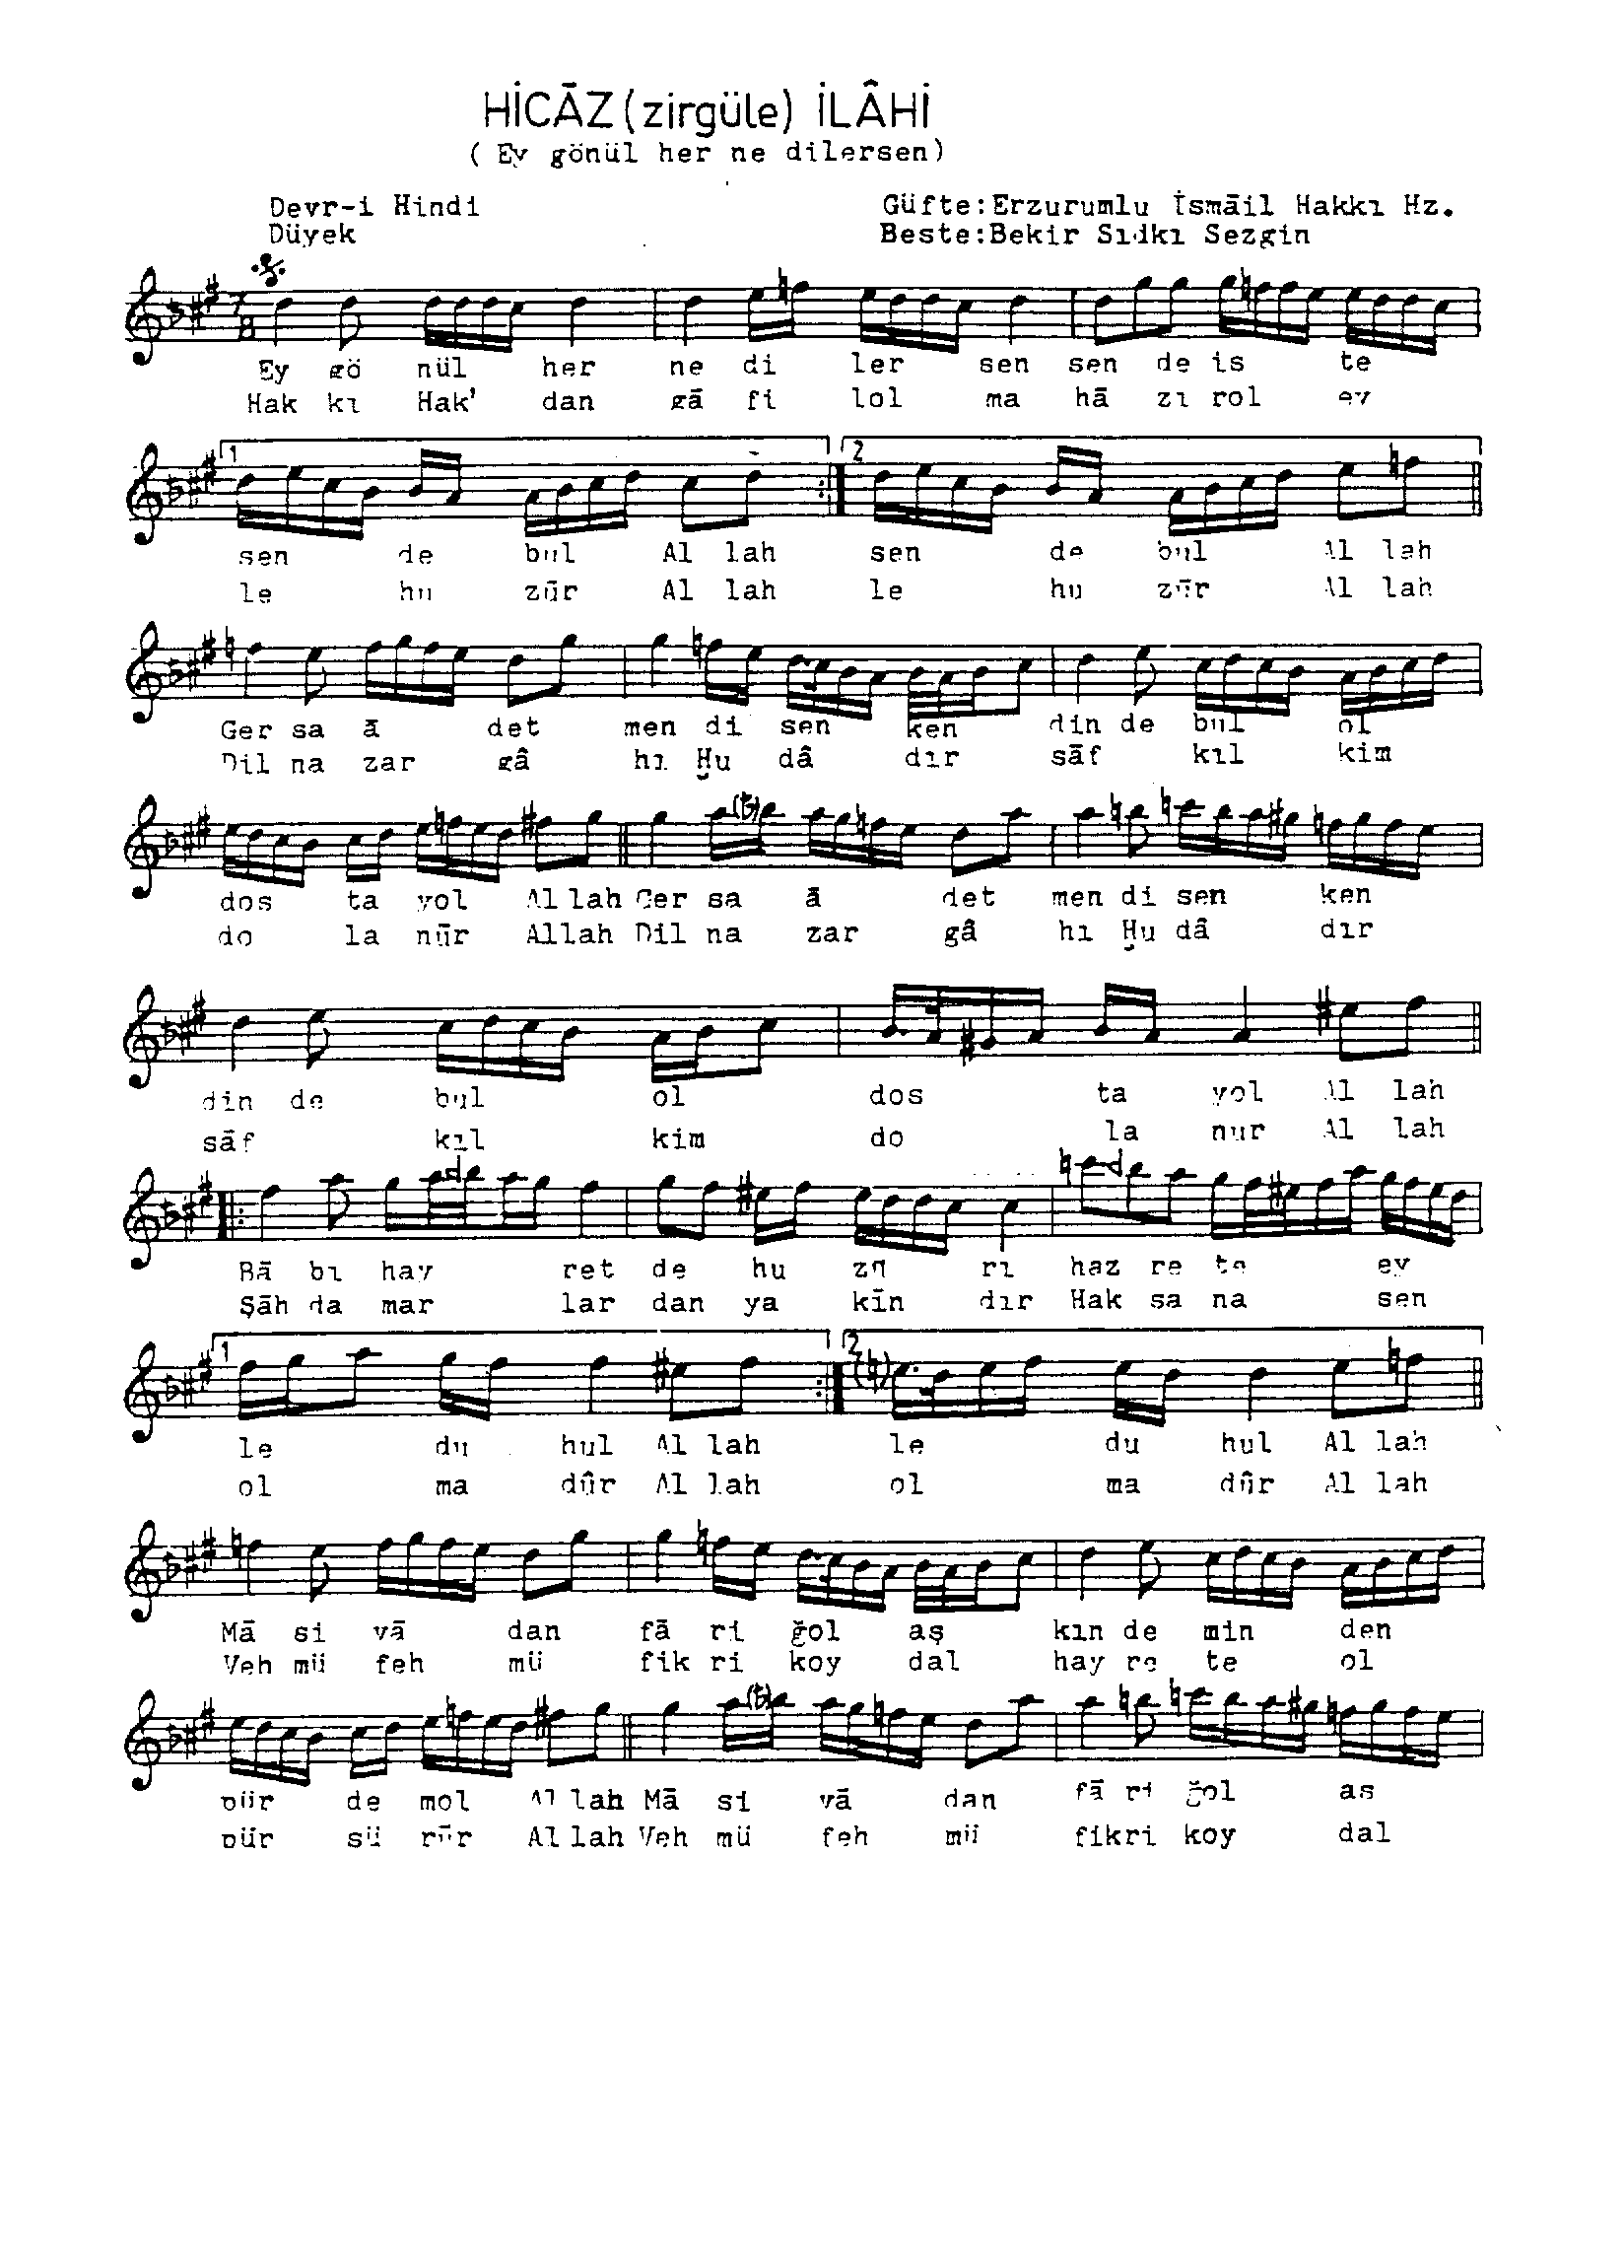 HİCĀZ (zirgüle) İLÂHİ
( Ey gönül her ne dilersen)
Devr-i Hindi
Güfte:Erzurumlu İsmāil Hakkı Hz.
Düyek
Beste:Bekir Sıdkı Sezgin
7 8
Ey gö nül her ne di ler sen sen de is te
Hak kı Hak' dan gā fi lol ma hā zı rol ey
1 2
sen de bul Al lah sen de bul Al lah
le hu zūr Al lah le hu zūr Al lah
Ger sa ā det men di sen ken din de bul ol
Dil na zar gâ hı Ḫu dâ dır sāf kıl kim
dos ta yol Al lah Ger sa ā det men di sen ken
do la nūr Allah Dil na zar gâ hı Ḫu dâ dır
din de bul ol dos ta yol Al lah
sāf kıl kim do la nur Al lah
Bā bı hay ret de hu zū rı haz re te ey
Şāh da mar lar dan ya kīn dır Hak sa na sen
1 2
le du hul Al lah le du hul Al lah
ol ma dûr Al lah ol ma dûr Al lah
Mā si vā dan fā ri ğol aş kın de min den
Veh mü feh mü fik ri koy dal hay re te ol
pür de mol Al lah Mā si vā dan fā ri ğol as
pür sü rūr Al lah Veh mü feh mü fikri koy dal